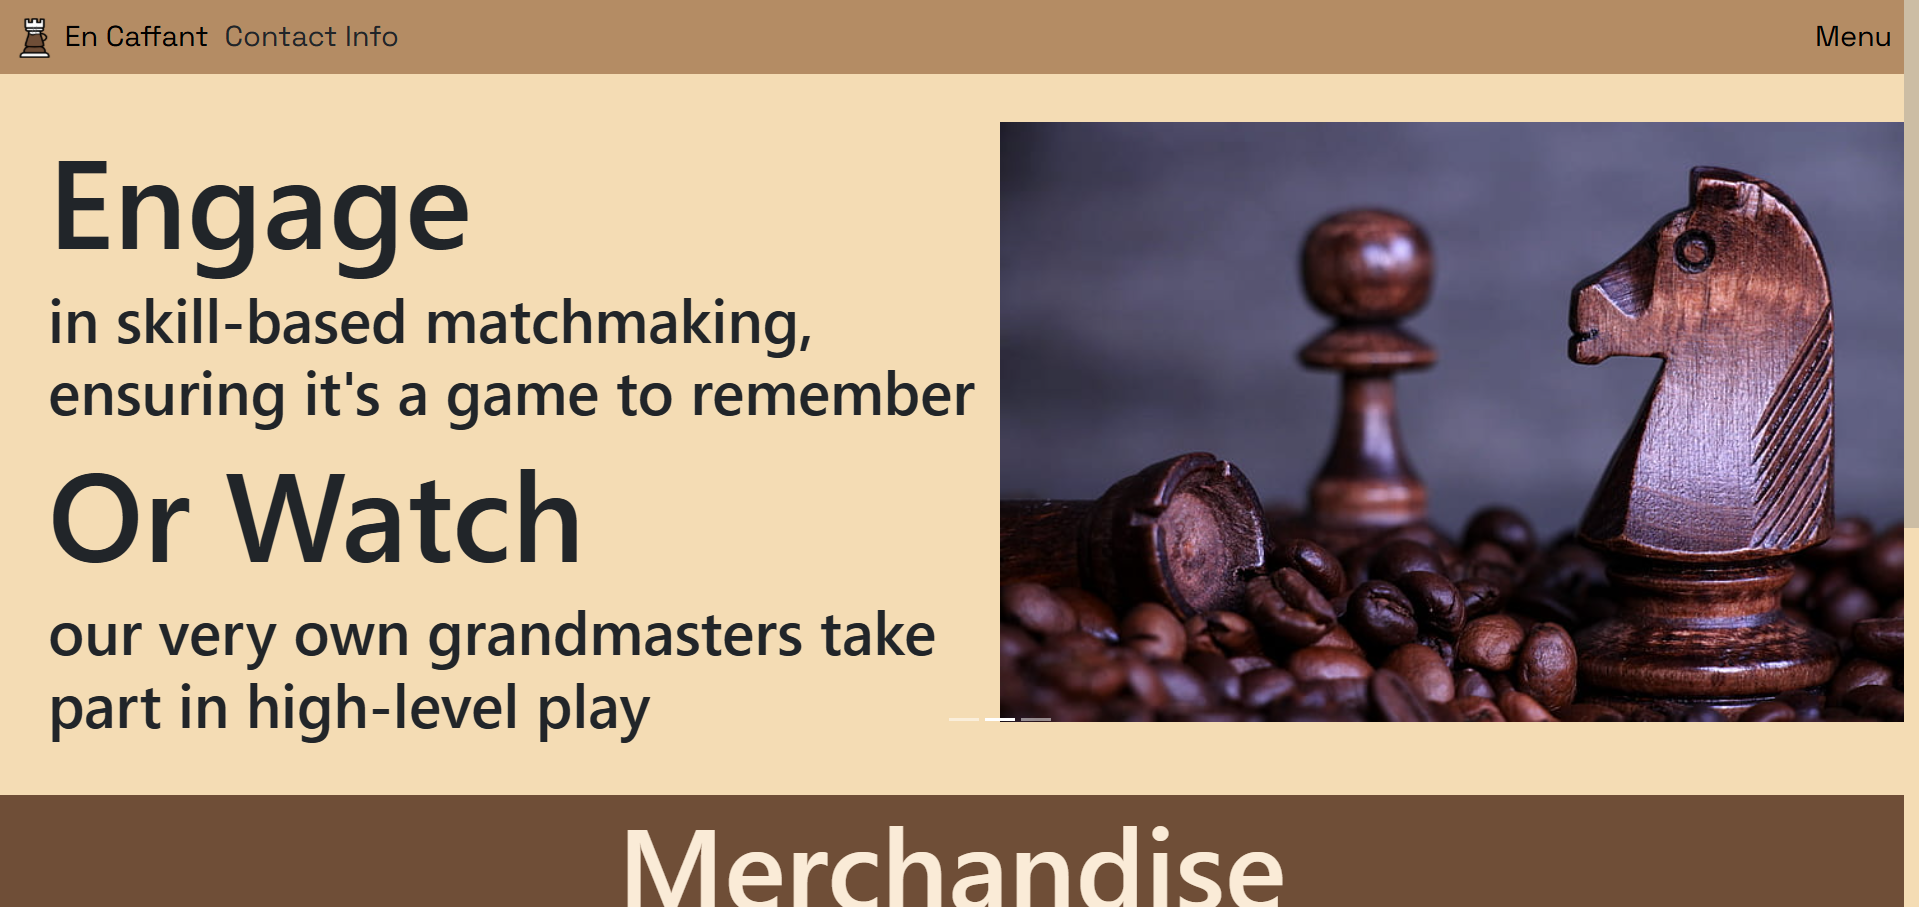 En Caffant Contact Info Menu
Engage
in skill-based matchmaking,
ensuring it's a game to remember
Or Watch
our very own grandmasters take
part in high-level play
Merchandise